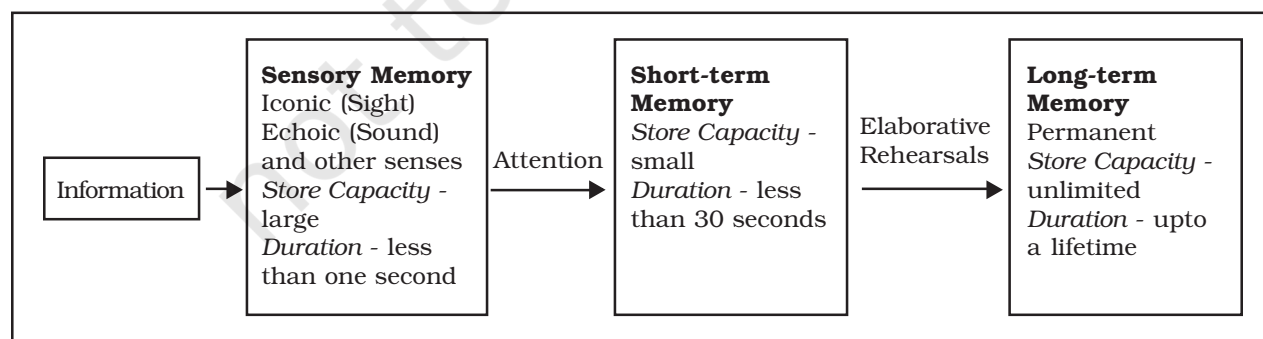 Information
Sensory Memory
Iconic (Sight)
Echoic (Sound)
and other senses
Store Capacity -
large
Duration - less
than one second
Attention
Short-term
Memory
Store Capacity -
small
Duration - less
than 30 seconds
Elaborative
Rehearsals
Long-term
Memory
Permanent
Store Capacity -
unlimited
Duration - upto
a lifetime
not to